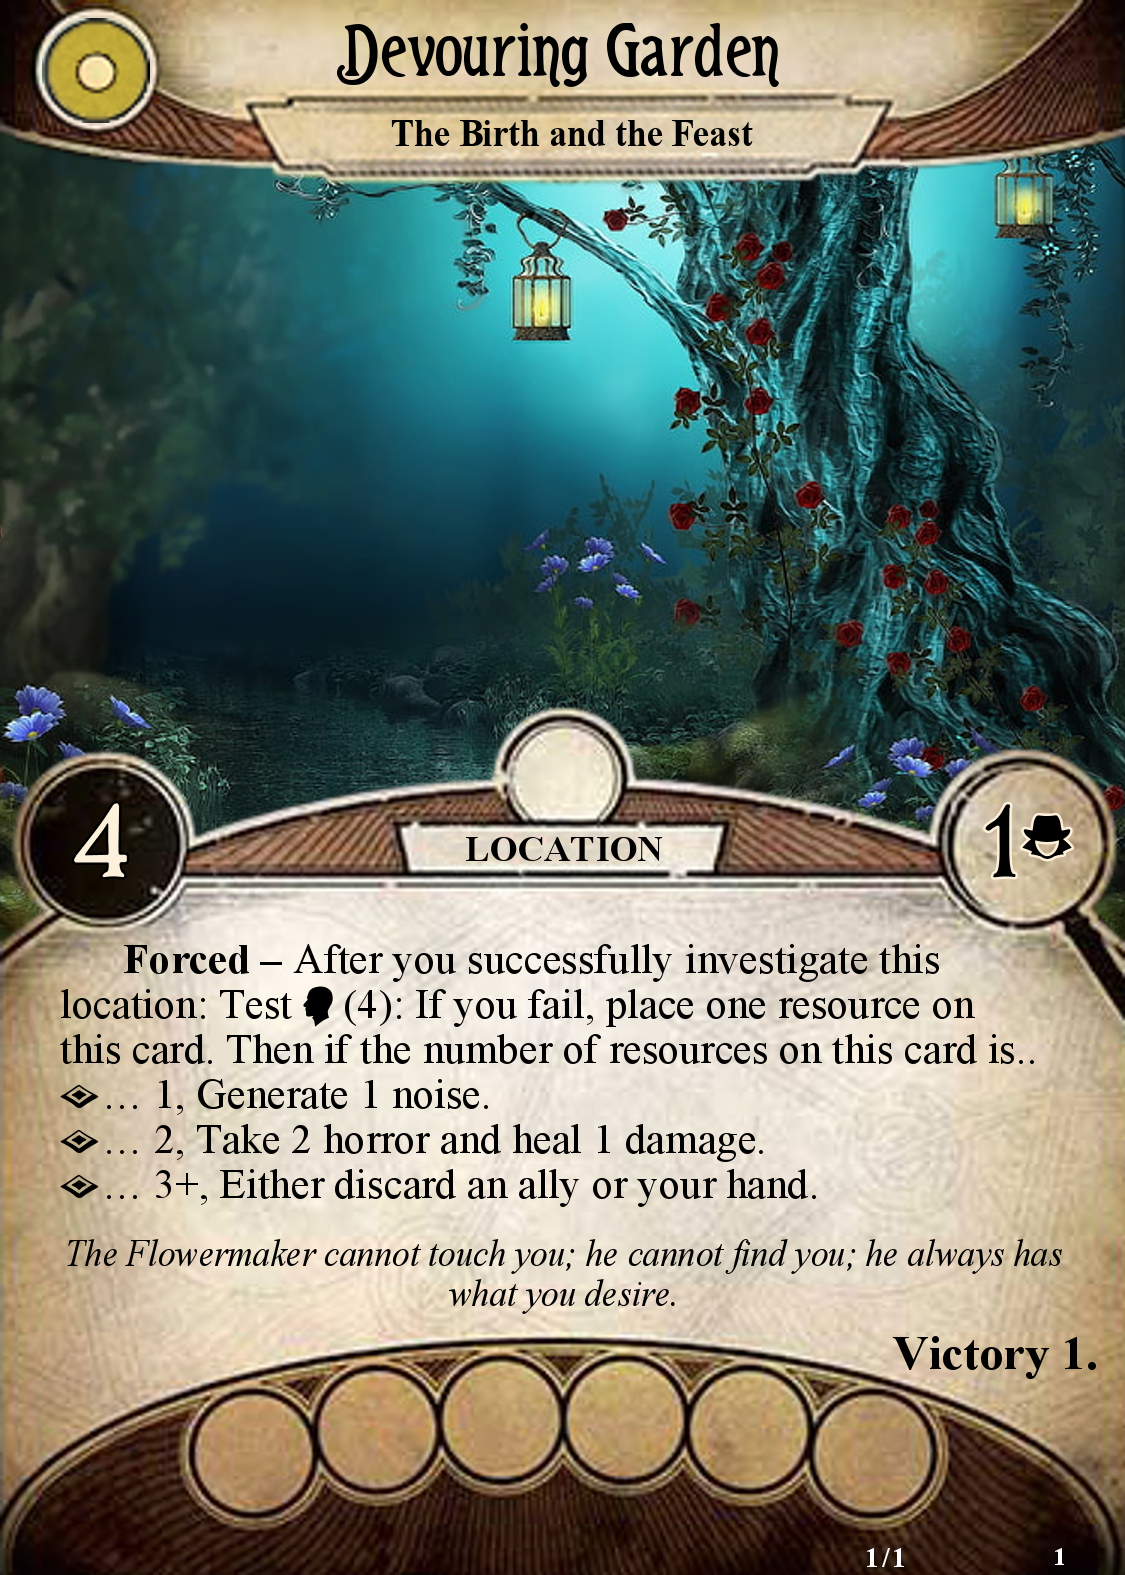 Devouring Garden
The Birth and the Feast
4
LOCATION
1
Forced – After you successfully investigate this
location: Test (4): If you fail, place one resource on
this card. Then if the number of resources on this card is..
… 1, Generate 1 noise.
… 2, Take 2 horror and heal 1 damage.
… 3+, Either discard an ally or your hand.
The Flowermaker cannot touch you; he cannot find you; he always has
what you desire.
Victory 1.
1/1
1